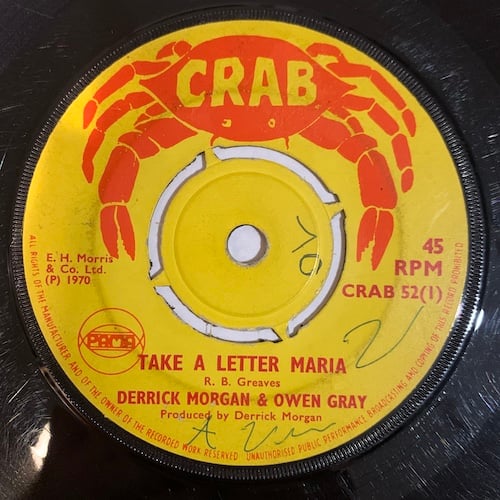 CRAB
E. H. Morris
& Co. Ltd.
(P) 1970
45
RPM
CRAB 52(1)
PAMA
TAKE A LETTER MARIA
R. B. Greaves
DERRICK MORGAN & OWEN GRAY
Produced by Derrick Morgan
ALL RIGHTS OF THE MANUFACTURER AND OF THE OWNER OF THE RECORDED WORK RESERVED UNAUTHORISED PUBLIC PERFORMANCE BROADCASTING AND COPYING OF THIS RECORD PROHIBITED
A